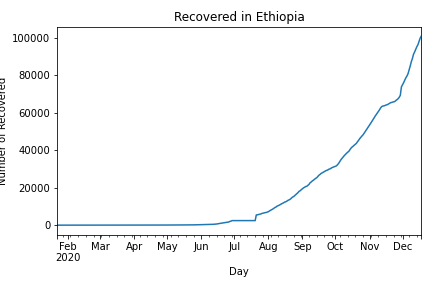 Recovered in Ethiopia
100000
80000
60000
40000
20000
0
Number of Recovered
Feb Mar Apr May Jun Jul Aug Sep Oct Nov Dec
2020
Day